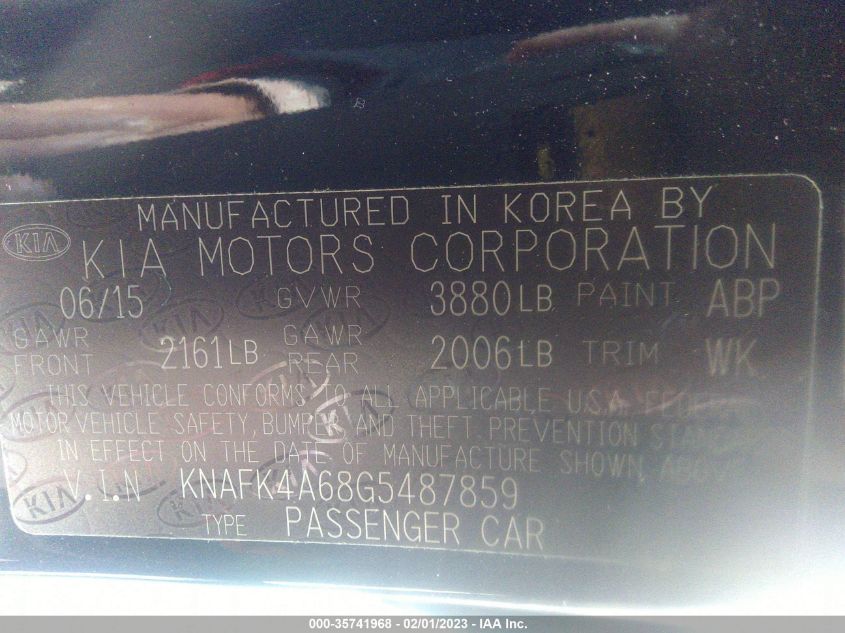 MANUFACTURED IN KOREA BY
KIA
KIA MOTORS CORPORATION
06/15 GVWR 3880LB PAINT ABP
GAWR FRONT 2161LB GAWR REAR 2006LB TRIM WK
THIS VEHICLE CONFORMS TO ALL APPLICABLE U.S.A. FEDERAL
MOTOR VEHICLE SAFETY, BUMPER AND THEFT PREVENTION
IN EFFECT ON THE DATE OF MANUFACTURE SHOWN ABOVE.
V.I.N KNAFK4A68G5487859
TYPE PASSENGER CAR
000-35741968 - 02/01/2023 - IAA Inc.